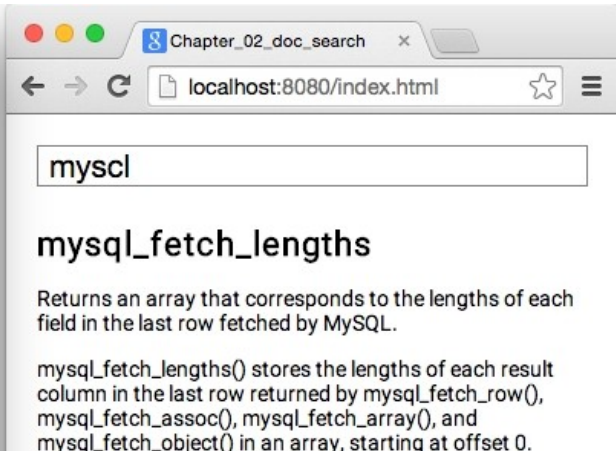 Chapter_02_doc_search
localhost:8080/index.html
myscl
mysql_fetch_lengths
Returns an array that corresponds to the lengths of each
field in the last row fetched by MySQL.
mysql_fetch_lengths() stores the lengths of each result
column in the last row returned by mysql_fetch_row(),
mysql_fetch_assoc(), mysql_fetch_array(), and
mysql_fetch_object() in an array, starting at offset 0.